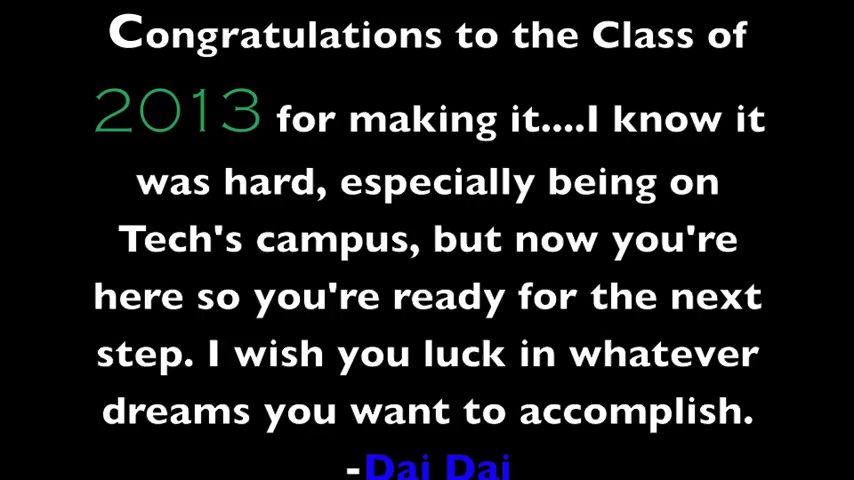 Congratulations to the Class of
2013 for making it....I know it
was hard, especially being on
Tech's campus, but now you're
here so you're ready for the next
step. I wish you luck in whatever
dreams you want to accomplish.
-Dai Dai